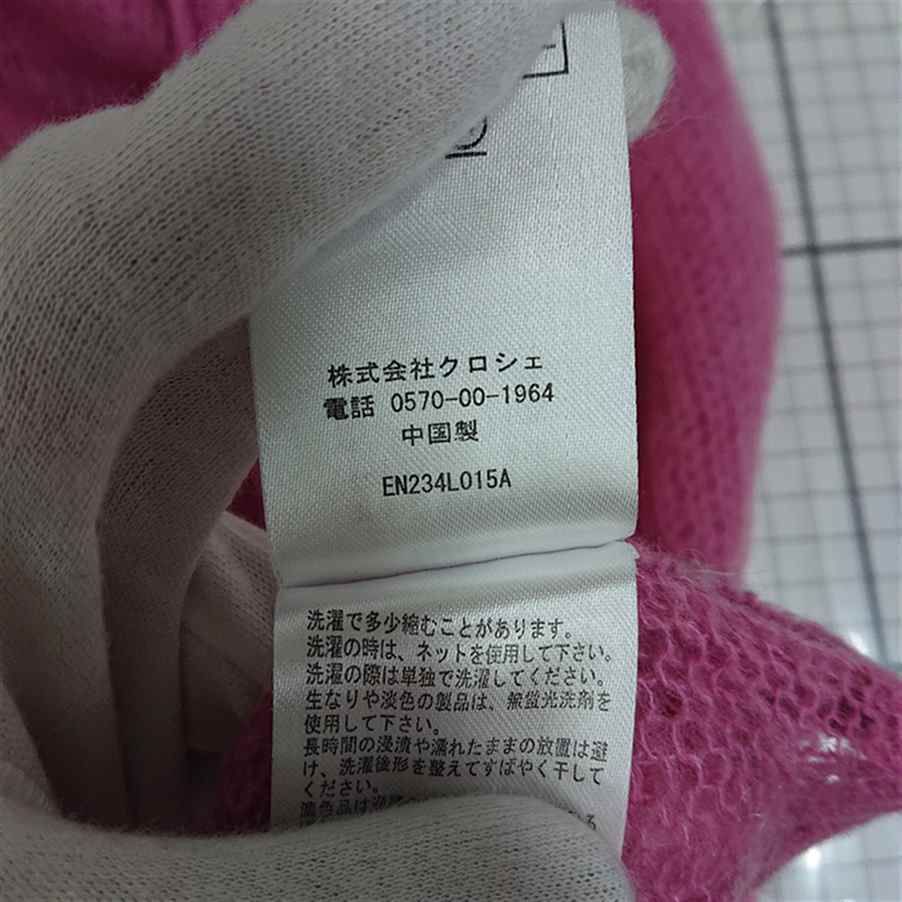 株式会社クロシェ
電話 0570-00-1964
中国製
EN234L015A
洗濯で多少縮むことがあります。
洗濯の時は、ネットを使用して下さい。
洗濯の際は単独で洗濯してください。
生なりや淡色の製品は、無蛍光洗剤を
使用して下さい。
長時間の浸漬や濡れたままの放置は避
け、洗濯後形を整えてすばやく干して
ください。
濃色品は